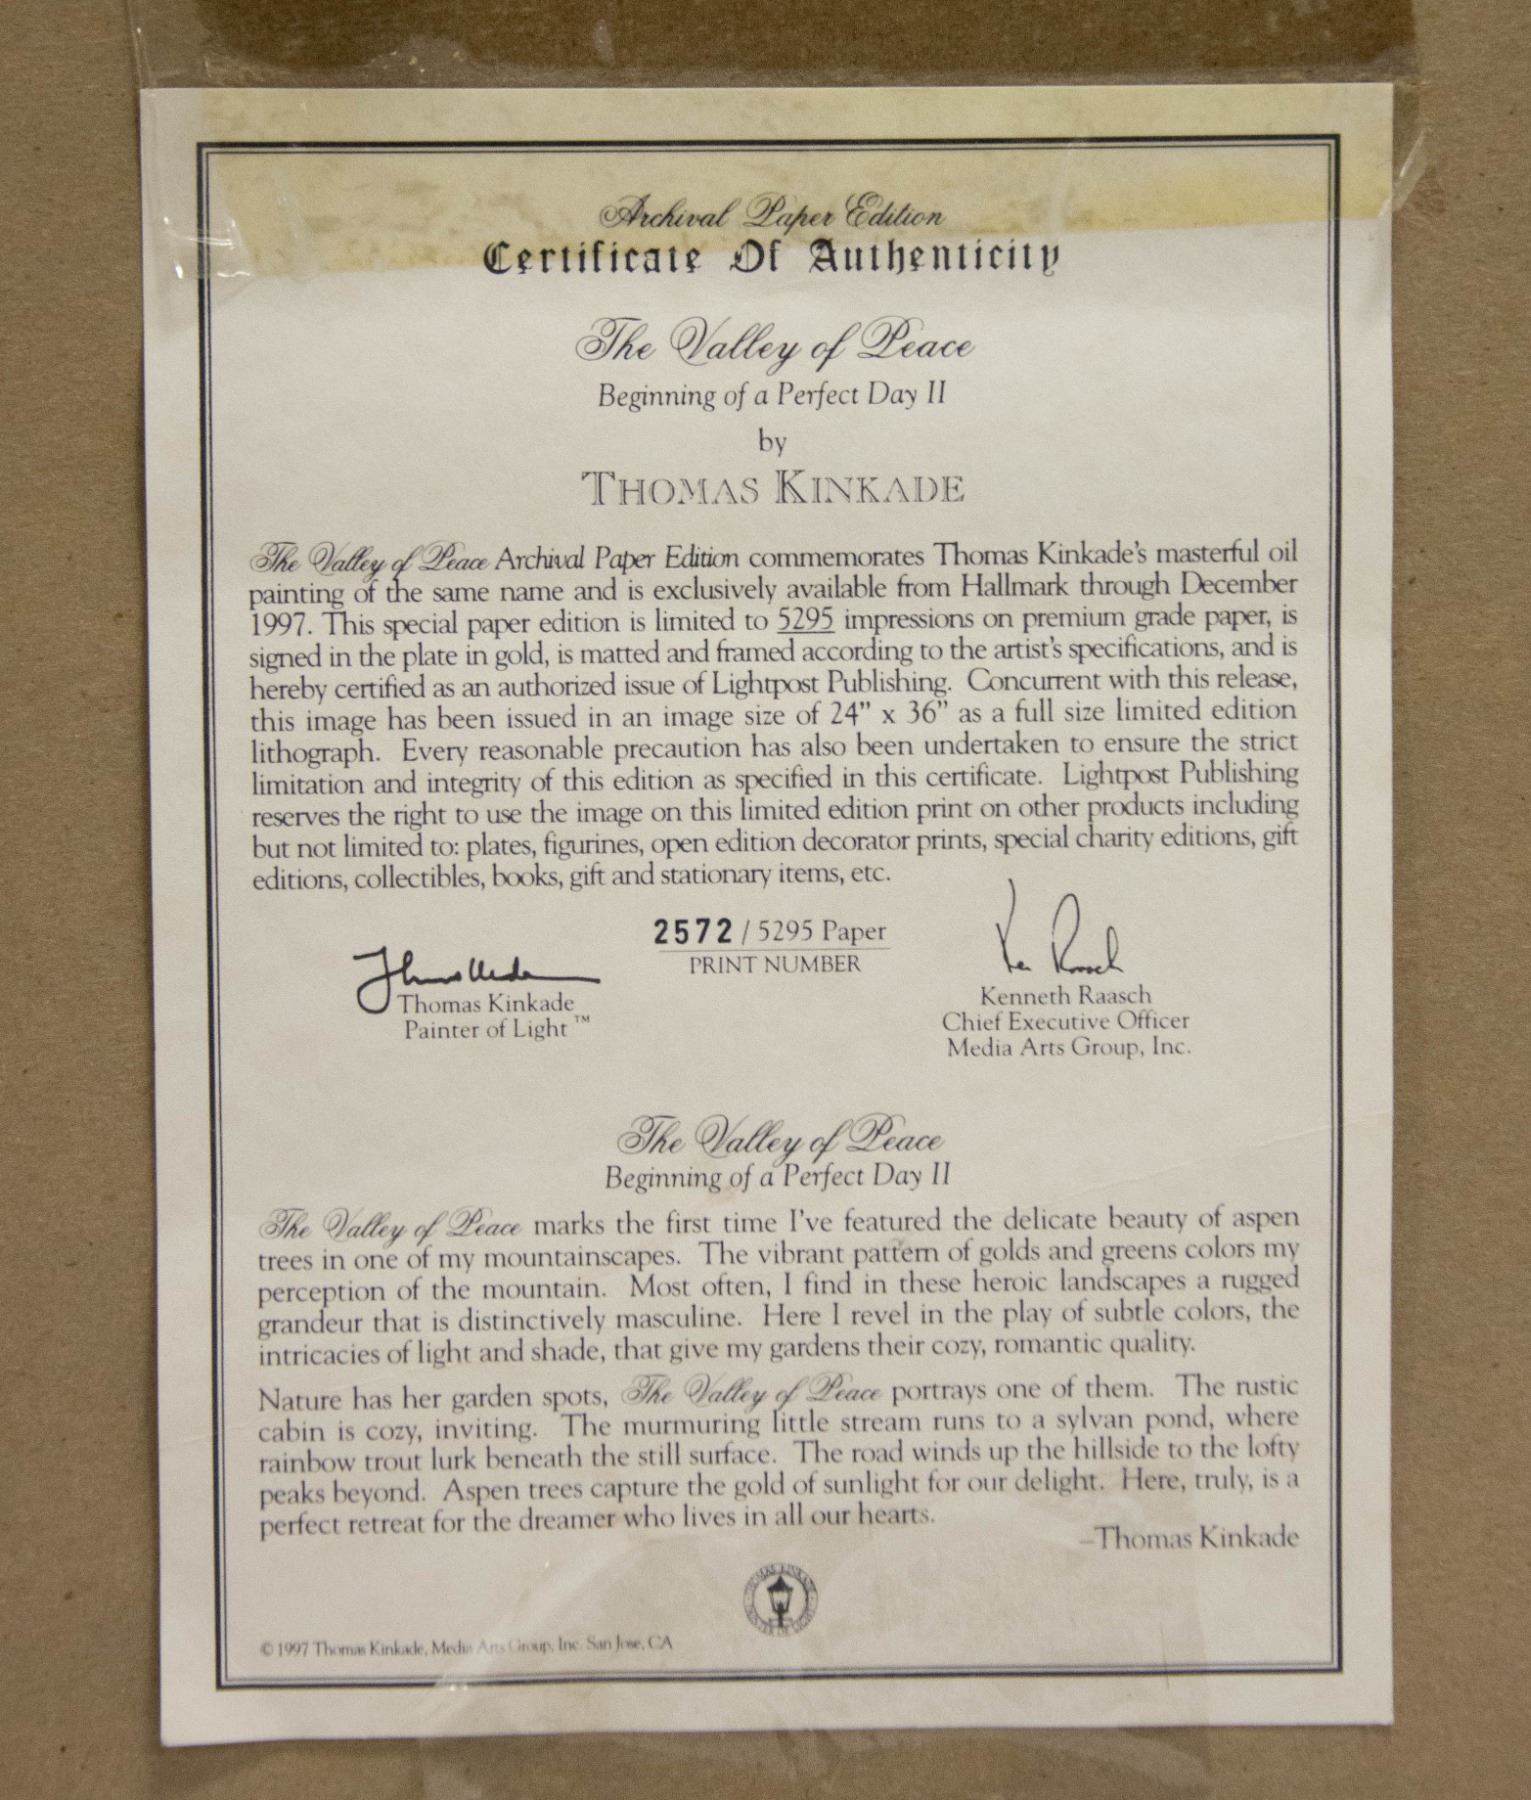 Archival Paper Edition
Certificate Of Authenticity
The Valley of Peace
Beginning of a Perfect Day II
by
THOMAS KINKADE
The Valley of Peace Archival Paper Edition commemorates Thomas Kinkade's masterful oil
painting of the same name and is exclusively available from Hallmark through December
1997. This special paper edition is limited to 5295 impressions on premium grade paper, is
signed in the plate in gold, is matted and framed according to the artist's specifications, and is
hereby certified as an authorized issue of Lightpost Publishing. Concurrent with this release,
this image has been issued in an image size of 24" x 36" as a full size limited edition
lithograph. Every reasonable precaution has also been undertaken to ensure the strict
limitation and integrity of this edition as specified in this certificate. Lightpost Publishing
reserves the right to use the image on this limited edition print on other products including
but not limited to: plates, figurines, open edition decorator prints, special charity editions, gift
editions, collectibles, books, gift and stationary items, etc.
2572 / 5295 Paper
PRINT NUMBER
Thomas Kinkade
Painter of Light™
Ken Raasch
Kenneth Raasch
Chief Executive Officer
Media Arts Group, Inc.
The Valley of Peace
Beginning of a Perfect Day II
The Valley of Peace marks the first time I've featured the delicate beauty of aspen
trees in one of my mountainscapes. The vibrant pattern of golds and greens colors my
perception of the mountain. Most often, I find in these heroic landscapes a rugged
grandeur that is distinctively masculine. Here I revel in the play of subtle colors, the
intricacies of light and shade, that give my gardens their cozy, romantic quality.
Nature has her garden spots, The Valley of Peace portrays one of them. The rustic
cabin is cozy, inviting. The murmuring little stream runs to a sylvan pond, where
rainbow trout lurk beneath the still surface. The road winds up the hillside to the lofty
peaks beyond. Aspen trees capture the gold of sunlight for our delight. Here, truly, is a
perfect retreat for the dreamer who lives in all our hearts.
–Thomas Kinkade
© 1997 Thomas Kinkade, Media Arts Group, Inc. San Jose, CA